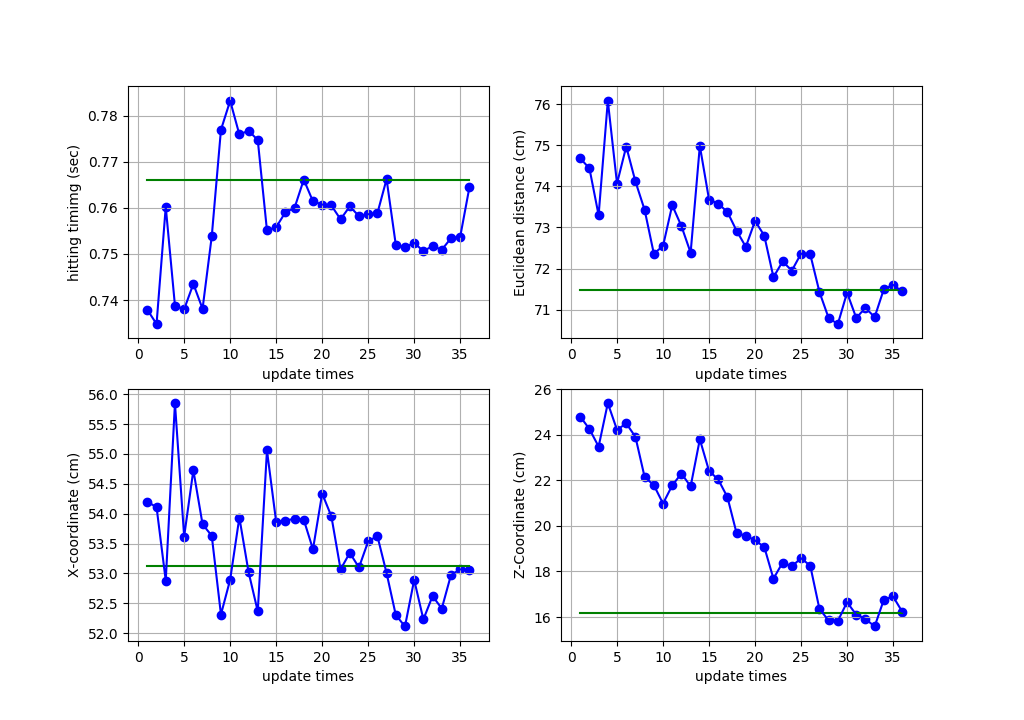 0.78
0.77
0.76
0.75
0.74
hitting timimg (sec)
0 5 10 15 20 25 30 35
update times
76
75
74
73
72
71
Euclidean distance (cm)
0 5 10 15 20 25 30 35
update times
56.0
55.5
55.0
54.5
54.0
53.5
53.0
52.5
52.0
X-coordinate (cm)
0 5 10 15 20 25 30 35
update times
26
24
22
20
18
16
Z-Coordinate (cm)
0 5 10 15 20 25 30 35
update times